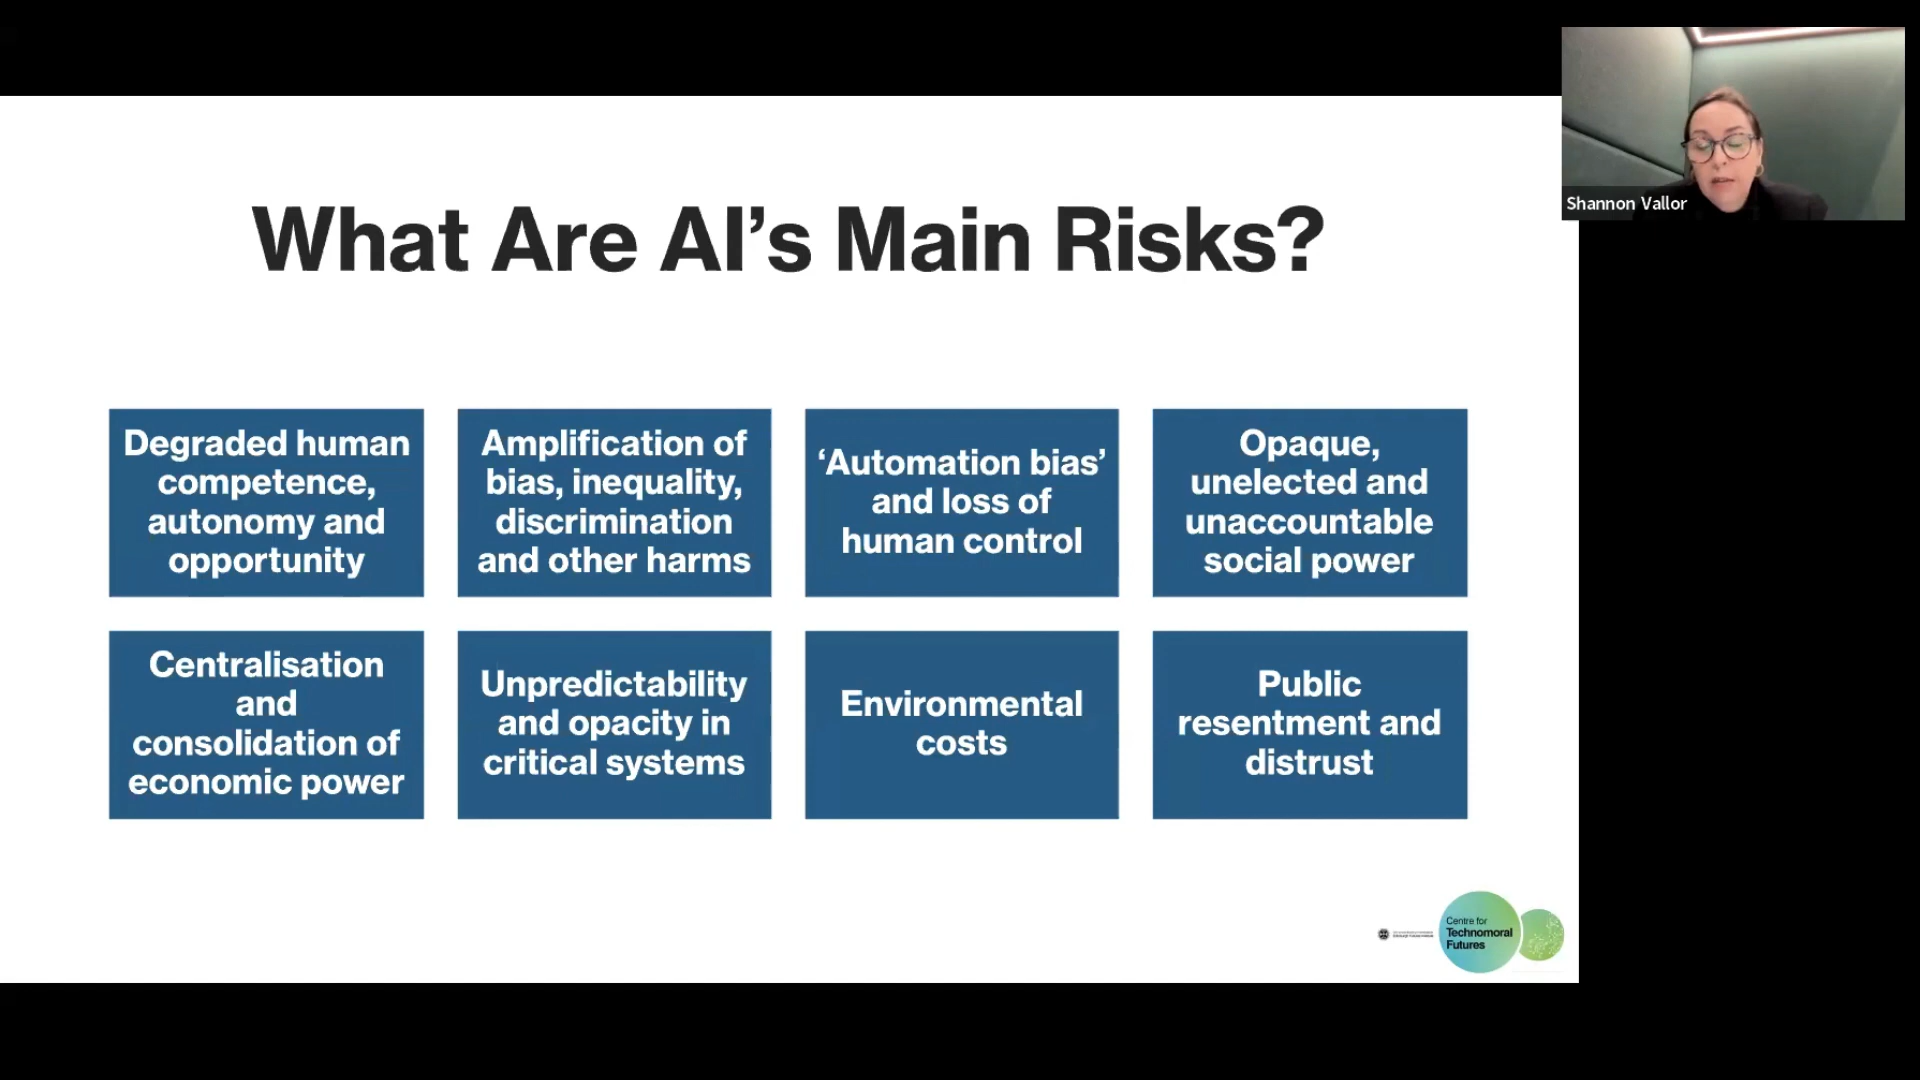 Shannon Vallor
What Are AI’s Main Risks?
Degraded human
competence,
autonomy and
opportunity
Amplification of
bias, inequality,
discrimination
and other harms
‘Automation bias’
and loss of
human control
Opaque,
unelected and
unaccountable
social power
Centralisation
and
consolidation of
economic power
Unpredictability
and opacity in
critical systems
Environmental
costs
Public
resentment and
distrust
Centre for
Technomoral
Futures